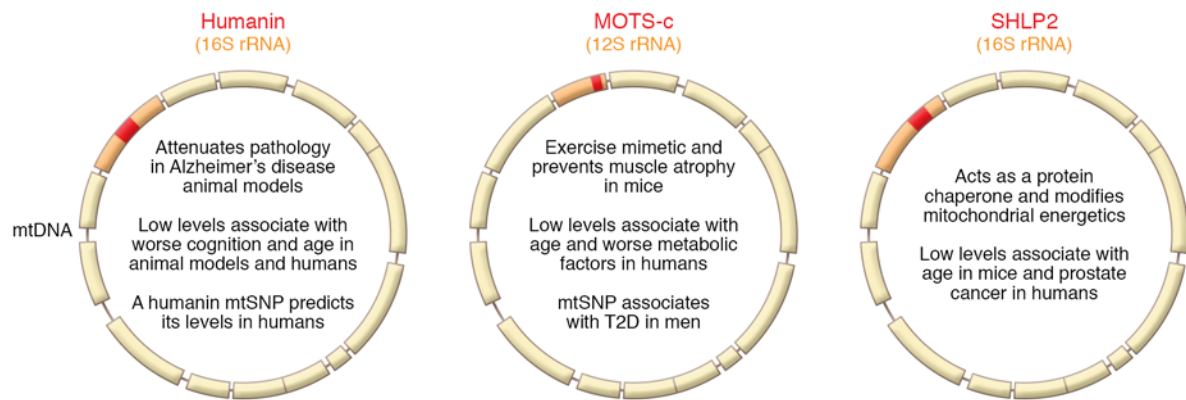 Humanin
(16S rRNA)
mtDNA
Attenuates pathology
in Alzheimer's disease
animal models
Low levels associate with
worse cognition and age in
animal models and humans
A humanin mtSNP predicts
its levels in humans
MOTS-c
(12S rRNA)
Exercise mimetic and
prevents muscle atrophy
in mice
Low levels associate with
age and worse metabolic
factors in humans
mtSNP associates
with T2D in men
SHLP2
(16S rRNA)
Acts as a protein
chaperone and modifies
mitochondrial energetics
Low levels associate with
age in mice and prostate
cancer in humans